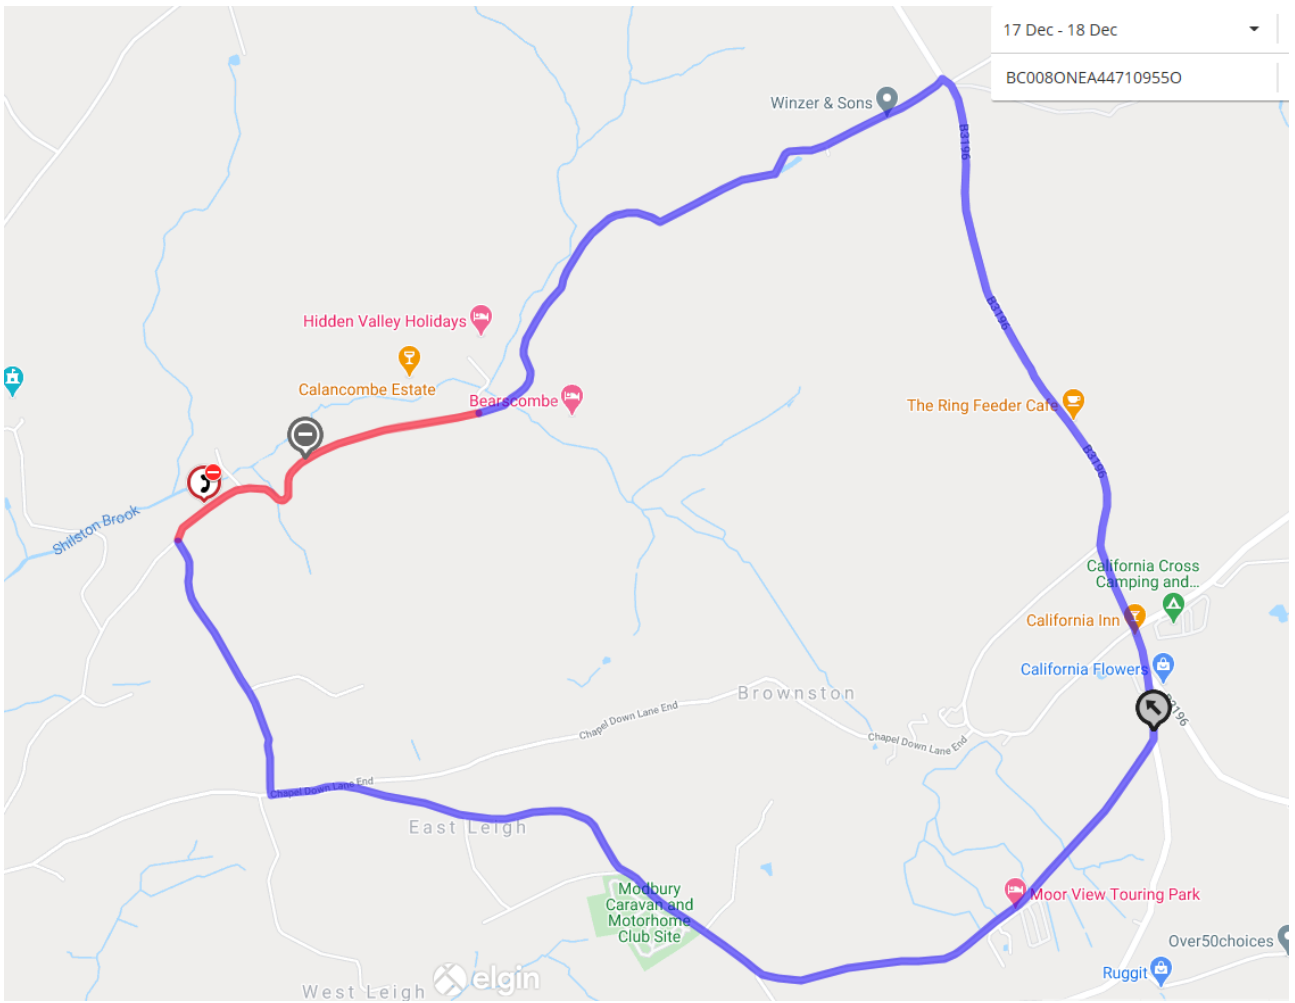 17 Dec - 18 Dec
BC008ONEA44710955O
Winzer & Sons
B3196
B3196
Hidden Valley Holidays
Calancombe Estate
Bearscombe
The Ring Feeder Cafe
B3196
Shilston Brook
California Cross
Camping and...
California Inn
California Flowers
B3196
Brownston
Chapel Down Lane End
Chapel Down Lane End
Chapel Down Lane End
East Leigh
Modbury
Caravan and
Motorhome
Club Site
Moor View Touring Park
Over50choices
Ruggit
elgin
West Leigh